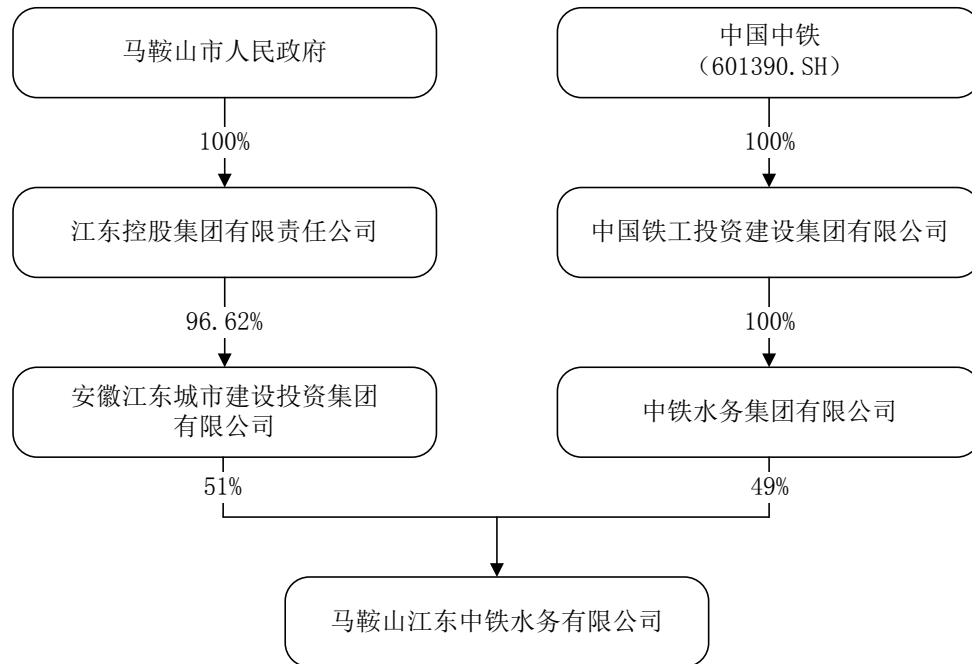 马鞍山市人民政府
中国中铁
（601390.SH）
100%
100%
江东控股集团有限责任公司
中国铁工投资建设集团有限公司
96.62%
100%
安徽江东城市建设投资集团
有限公司
中铁水务集团有限公司
51%
49%
马鞍山江东中铁水务有限公司